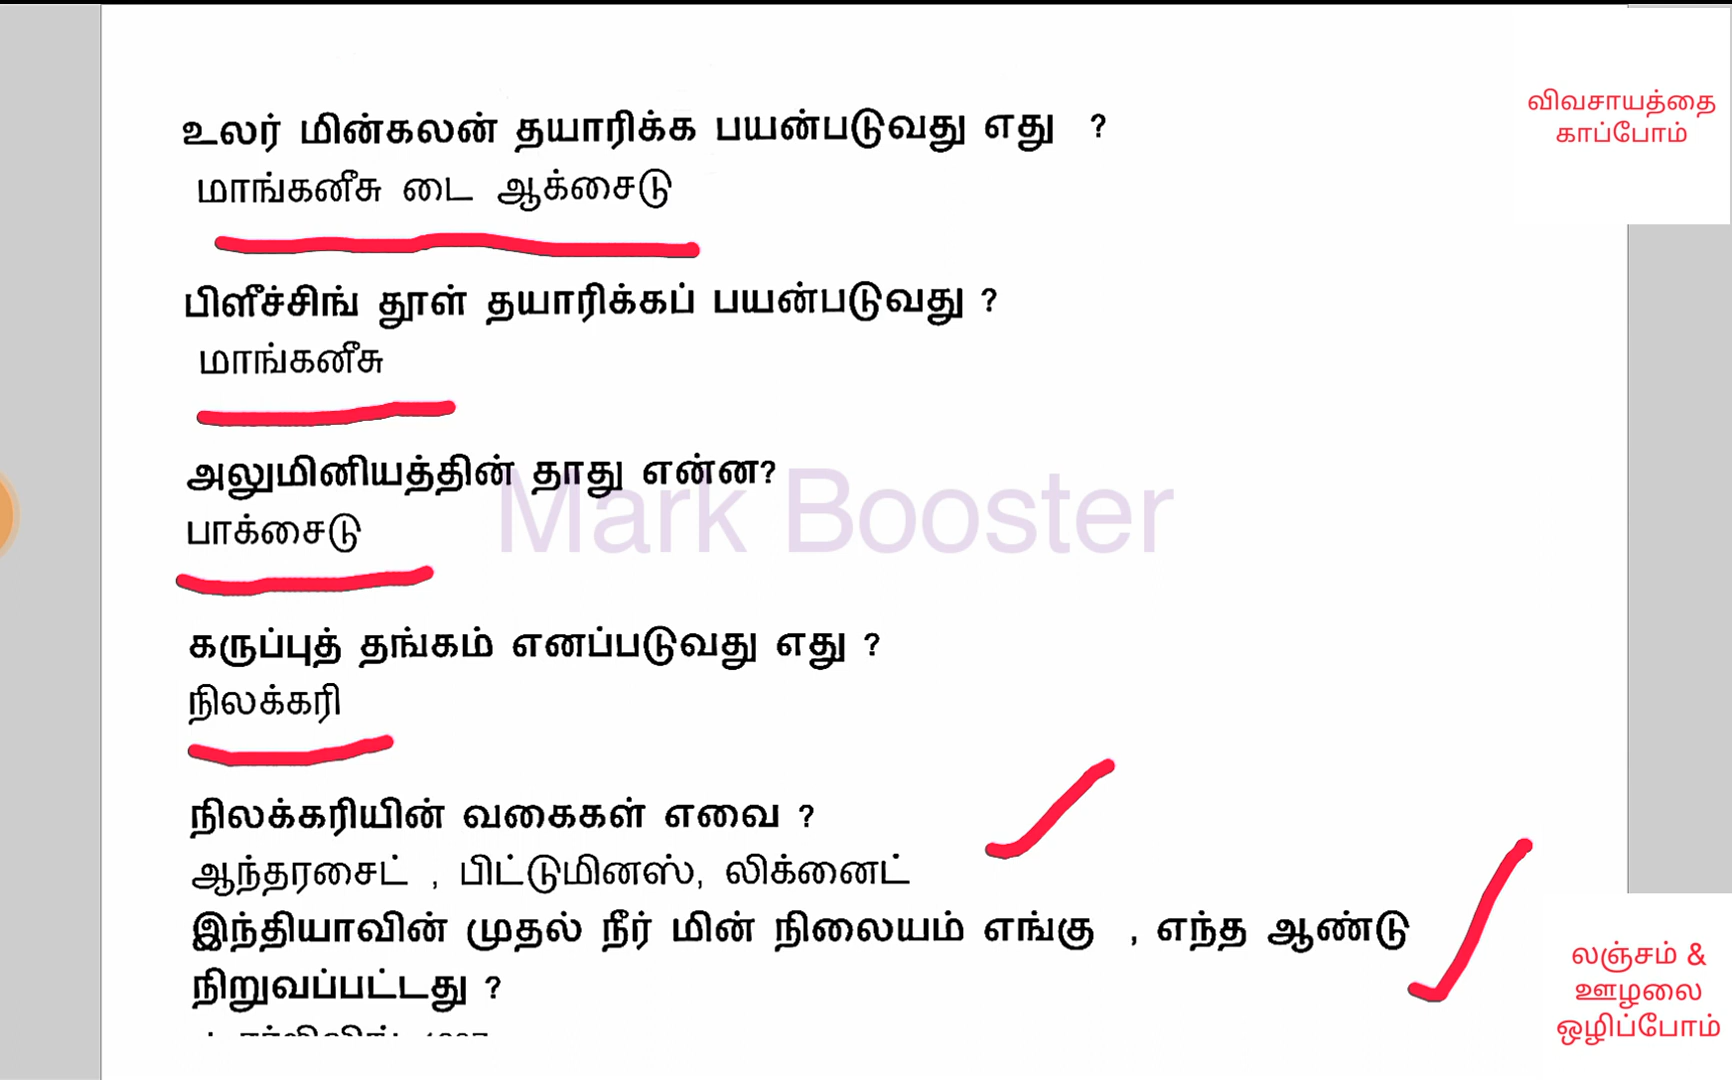 உலர் மின்கலன் தயாரிக்க பயன்படுவது எது ?
மாங்கனீசு டை ஆக்சைடு
பிளீச்சிங் தூள் தயாரிக்கப் பயன்படுவது ?
மாங்கனீசு
அலுமினியத்தின் தாது என்ன?
பாக்சைடு
கருப்புத் தங்கம் எனப்படுவது எது ?
நிலக்கரி
நிலக்கரியின் வகைகள் எவை ?
ஆந்தரசைட் , பிட்டுமினஸ், லிக்னைட்
இந்தியாவின் முதல் நீர் மின் நிலையம் எங்கு , எந்த ஆண்டு
நிறுவப்பட்டது ?
Mark Booster
விவசாயத்தை
காப்போம்
லஞ்சம் &
ஊழலை
ஒழிப்போம்